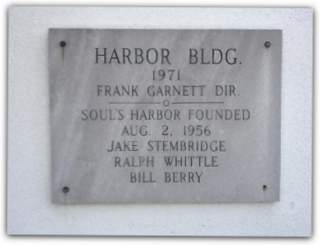 HARBOR BLDG.
1971
FRANK GARNETT DIR.
SOUL'S HARBOR FOUNDED
AUG. 2, 1956
JAKE STEMBRIDGE
RALPH WHITTLE
BILL BERRY